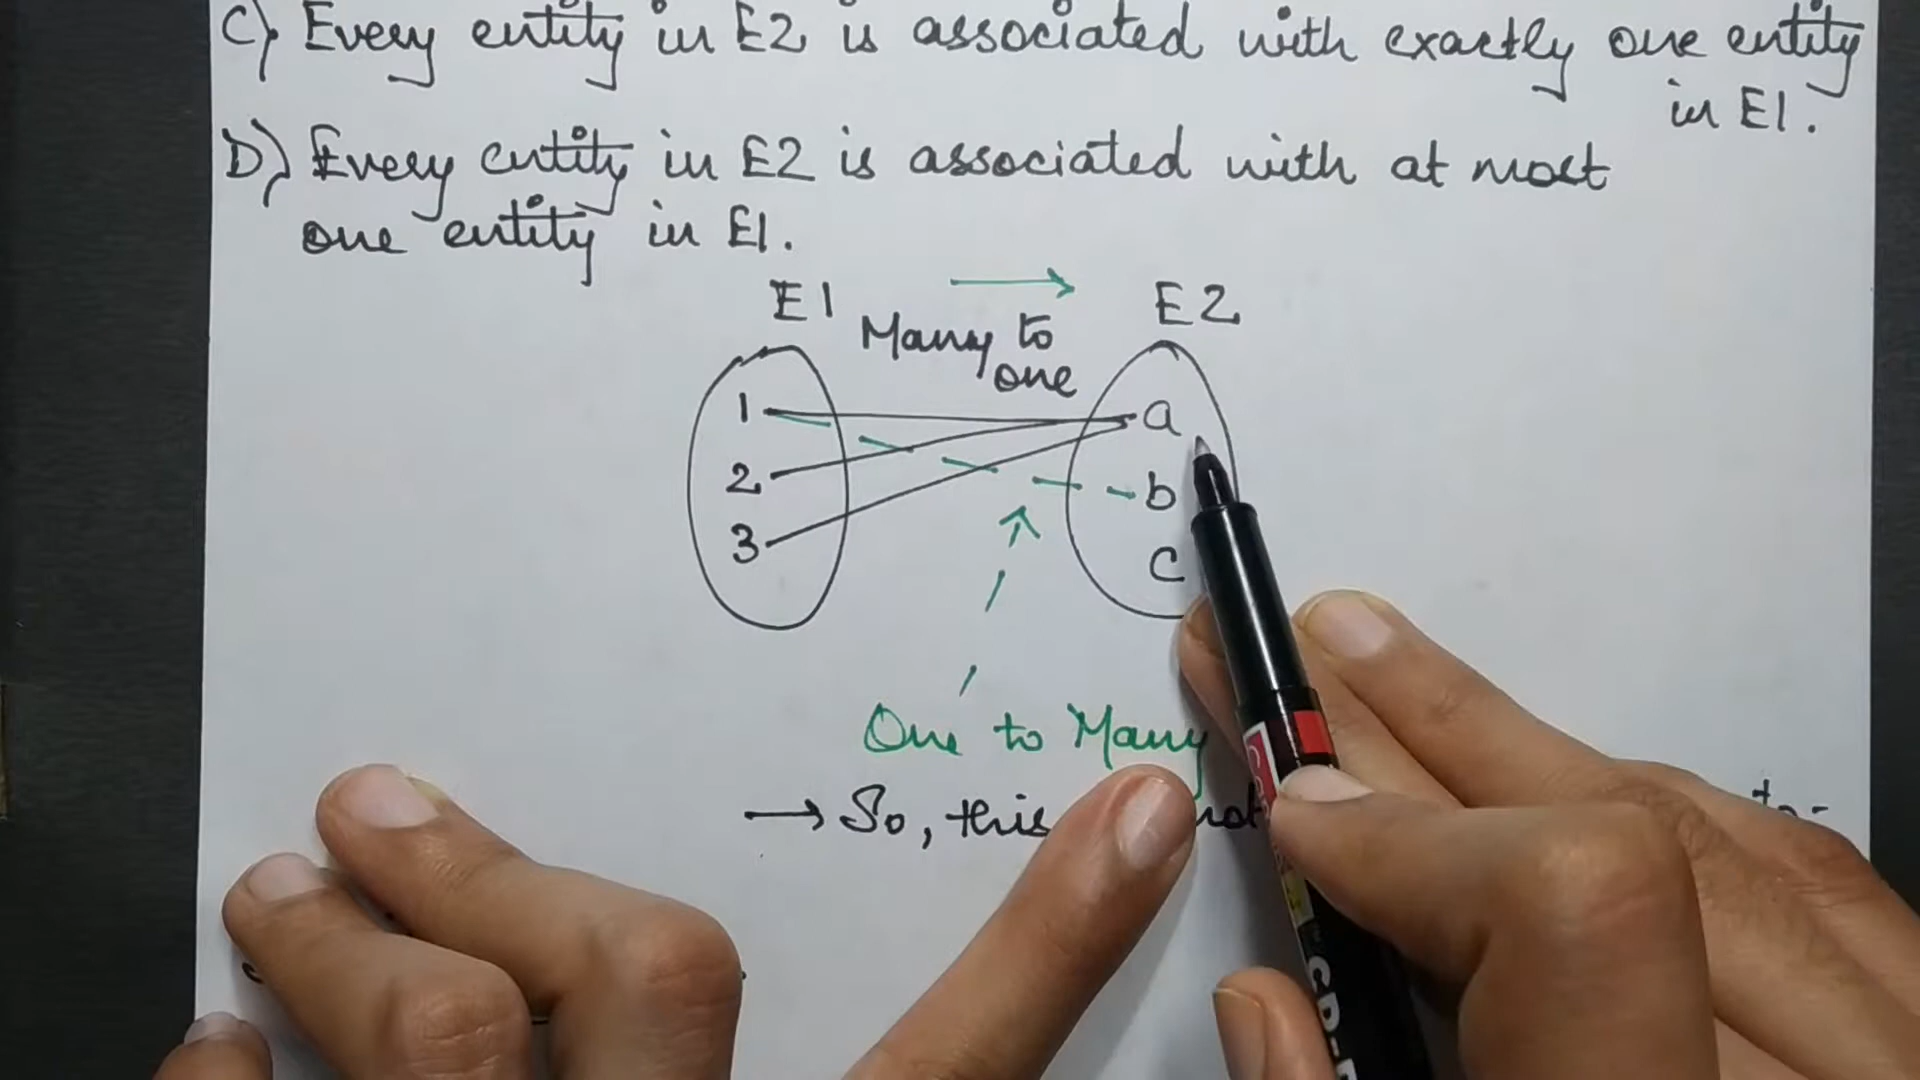 C) Every entity in E2 is associated with exactly one entity
in E1.
D) Every entity in E2 is associated with at most
one entity in E1.
E1
E2
Many to
one
1
a
2
b
3
c
One to Many
→ So, this
CD-